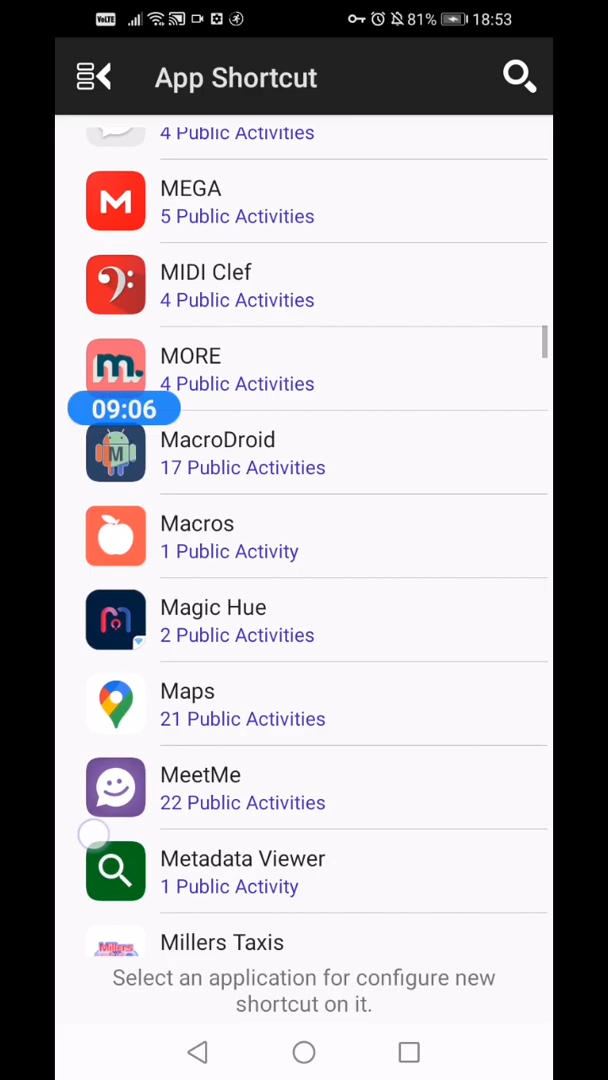 VoLTE
81%
18:53
App Shortcut
4 Public Activities
MEGA
5 Public Activities
MIDI Clef
4 Public Activities
MORE
4 Public Activities
09:06
MacroDroid
17 Public Activities
Macros
1 Public Activity
Magic Hue
2 Public Activities
Maps
21 Public Activities
MeetMe
22 Public Activities
Metadata Viewer
1 Public Activity
Millers Taxis
Select an application for configure new
shortcut on it.